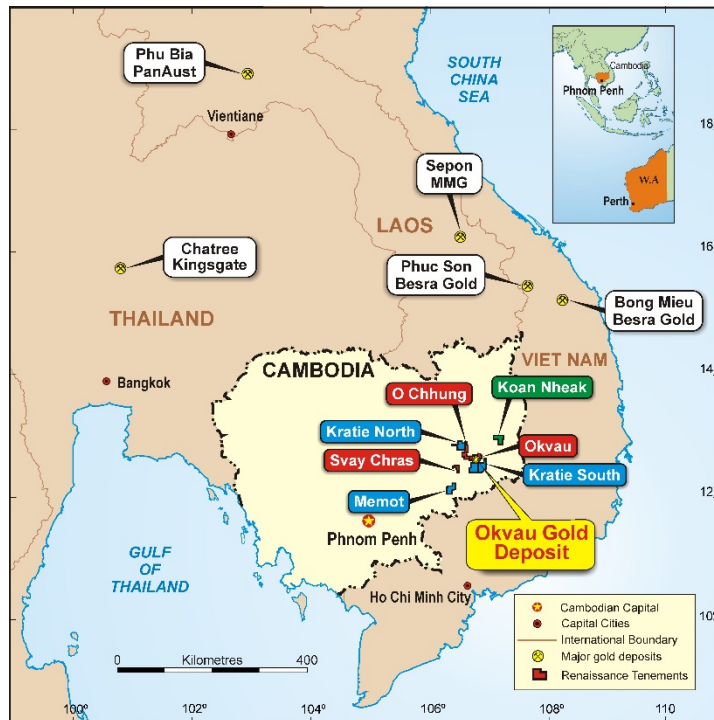 Phu Bia
PanAust
SOUTH
CHINA
SEA
Cambodia
Phnom Penh
W.A
Perth
Vientiane
18°
Sepon
MMG
LAOS
16°
Chatree
Kingsgate
Phuc Son
Besra Gold
Bong Mieu
Besra Gold
THAILAND
VIET NAM
14°
Bangkok
CAMBODIA
O Chhung
Koan Nheak
Kratie North
Okvau
Svay Chras
Kratie South
12°
Memot
Phnom Penh
Okvau Gold
Deposit
GULF
OF
THAILAND
Ho Chi Minh City
10°
0 Kilometres 400
Cambodian Capital
Capital Cities
International Boundary
Major gold deposits
Renaissance Tenements
100° 102° 104° 106° 108° 110